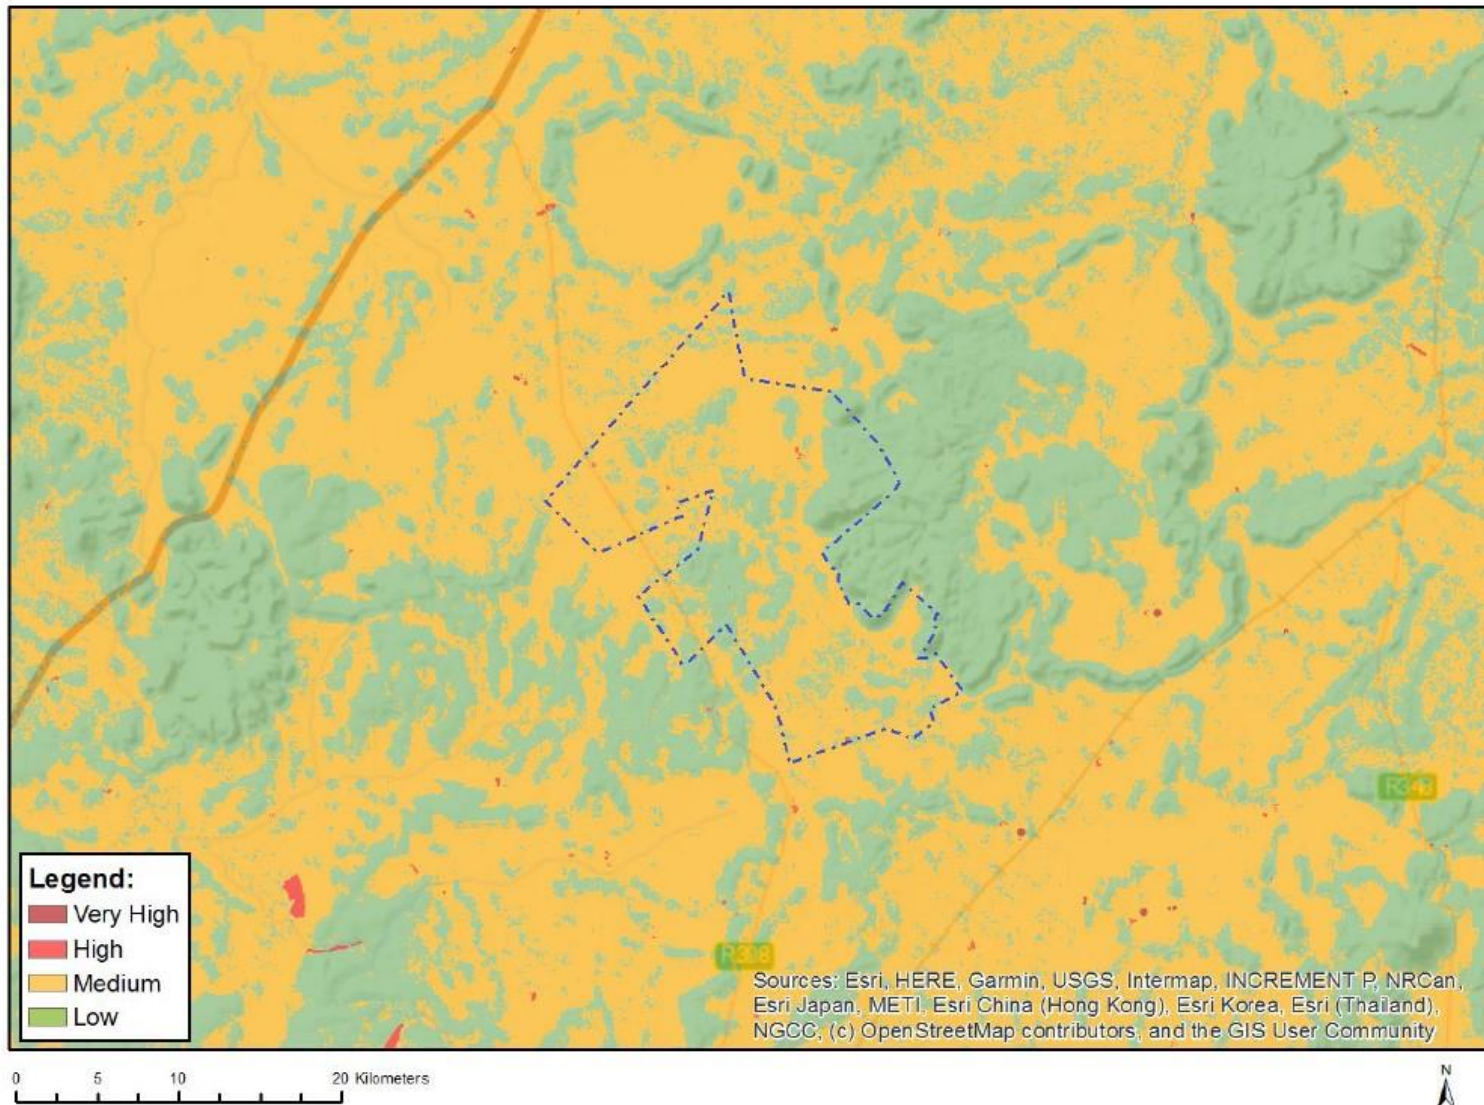 R348
Legend:
Very High
High
Medium
Low
R398
Sources: Esri, HERE, Garmin, USGS, Intermap, INCREMENT P, NRCan,
Esri Japan, METI, Esri China (Hong Kong), Esri Korea, Esri (Thailand),
NGCC, (c) OpenStreetMap contributors, and the GIS User Community
0 5 10 20 Kilometers
N